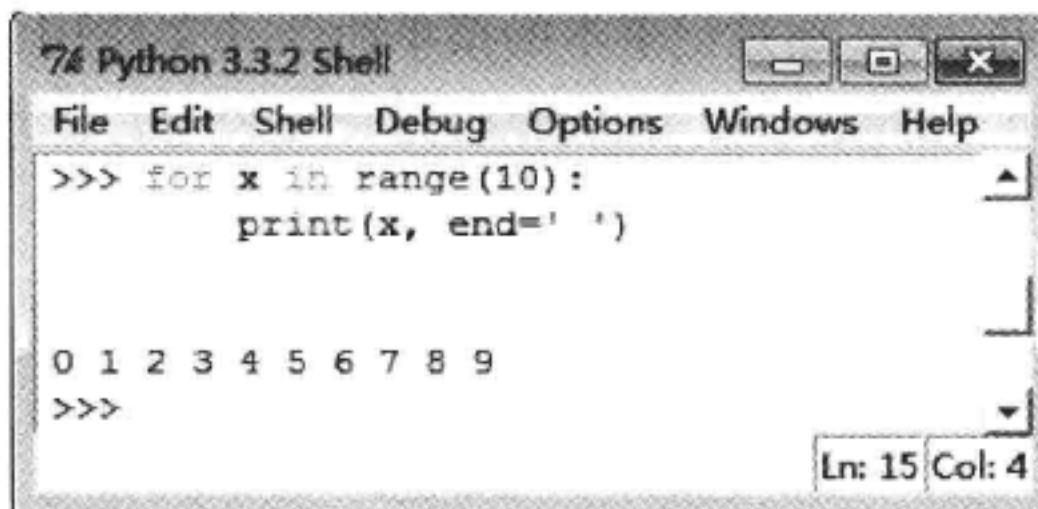 Python 3.3.2 Shell
File Edit Shell Debug Options Windows Help
>>> for x in range(10):
        print(x, end=' ')
0 1 2 3 4 5 6 7 8 9
>>>
Ln: 15 Col: 4